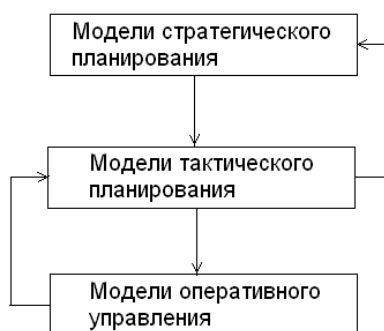 Модели стратегического
планирования
Модели тактического
планирования
Модели оперативного
управления